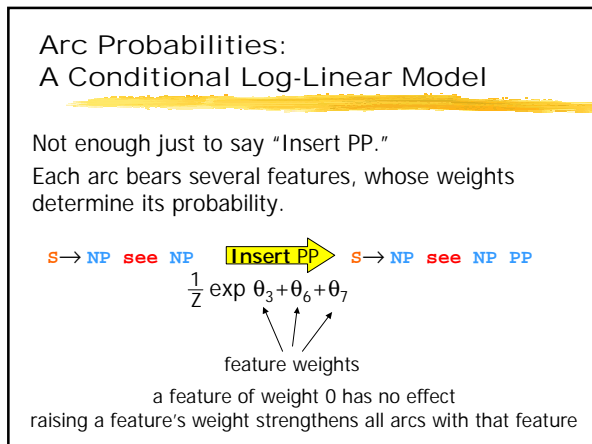 Arc Probabilities:
A Conditional Log-Linear Model
Not enough just to say “Insert PP.”
Each arc bears several features, whose weights
determine its probability.
S→ NP see NP Insert PP S→ NP see NP PP
1/Z exp θ₃+θ₆+θ₇
feature weights
a feature of weight 0 has no effect
raising a feature’s weight strengthens all arcs with that feature